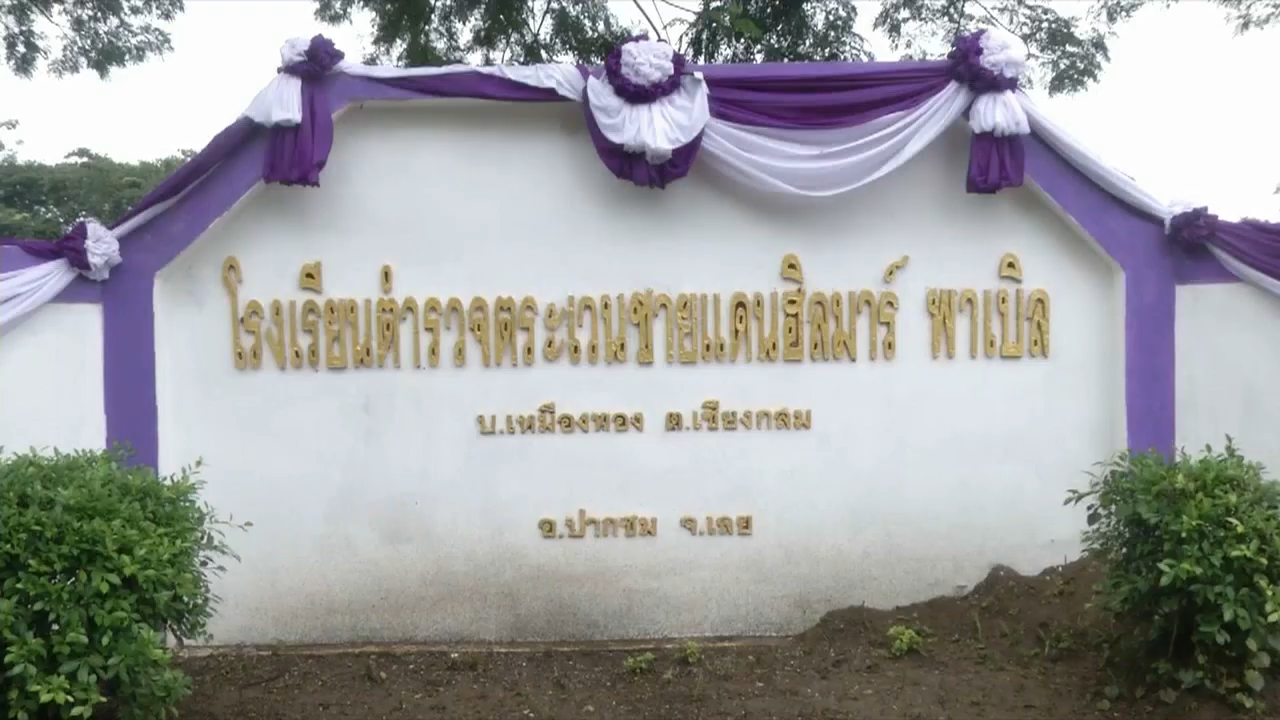 โรงเรียนตำรวจตระเวนชายแดนฮิลมาร์ พาเบิล
บ.เหมืองทอง ต.เชียงกลม
อ.ปากชม จ.เลย